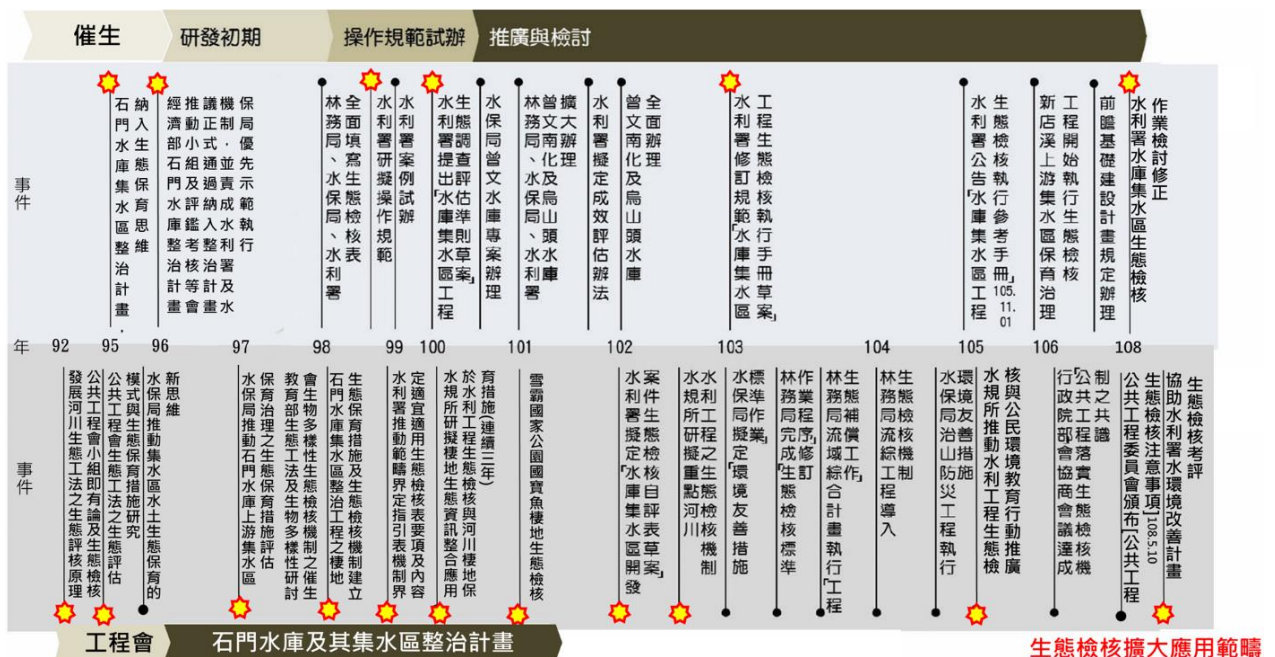 催生
研發初期
操作規範試辦
推廣與檢討
事件
石門水庫集水區整治計畫，
納入生態保育思維
經濟部石門水庫整治計畫
推動小組及評鑑考核等會
議正式通過納入整治計畫
機制，並責成水利署及水
保局優先示範執行
林務局、水保局、水利署
全面填寫生態檢核表
水利署研擬操作規範
水利署案例試辦
水利署提出「水庫集水區工程
生態調查評估準則草案」
水保局曾文水庫專案辦理
林務局、水保局、水利署
曾文南化及烏山頭水庫
擴大辦理
水利署擬定成效評估辦法
曾文南化及烏山頭水庫
全面辦理
水利署修訂規範「水庫集水區
工程生態檢核執行手冊草案」
水利署公告「水庫集水區工程
生態檢核執行參考手冊」105.11.01
新店溪上游集水區保育治理
工程開始執行生態檢核
前瞻基礎建設計畫規定辦理
水利署水庫集水區生態檢核
作業檢討修正
年 92 95 96 97 98 99 100 101 102 103 104 105 106 108
事件
發展河川生態工法之生態評核原理
公共工程會小組即有論及生態檢核
公共工程會生態工法之生態評估
模式與生態保育措施研究
水保局推動集水區水土生態保育的
新思維
水保局推動石門水庫上游集水區
保育治理之生態保育措施評估
教育部生態工法及生物多樣性研討
會生物多樣性生態檢核機制之催生
石門水庫集水區整治工程之棲地
生態保育措施及生態檢核機制建立
水利署推動範疇界定指引表機制界
定適宜適用生態檢核表要項及內容
水規所研擬棲地生態資訊整合應用
於水利工程生態檢核與河川棲地保
育措施(連續三年)
雪霸國家公園國寶魚棲地生態檢核
水利署擬定「水庫集水區開發
案件生態檢核自評表草案」
水規所研擬重點河川
水利工程之生態檢核機制
水保局擬定「環境友善措施
標準作業」
林務局完成「生態檢核標準
作業程序」修訂
林務局流域綜合計畫執行「工程
生態補償工作」
林務局流綜工程導入
生態檢核機制
水保局治山防災工程執行
環境友善措施
水規所推動水利工程生態檢
核與公民環境教育行動推廣
行政院部會協商會議達成
「公共工程落實生態檢核機
制之共識
公共工程委員會頒布「公共工程
生態檢核注意事項」108.5.10
協助水利署水環境改善計畫
生態檢核考評
工程會
石門水庫及其集水區整治計畫
生態檢核擴大應用範疇